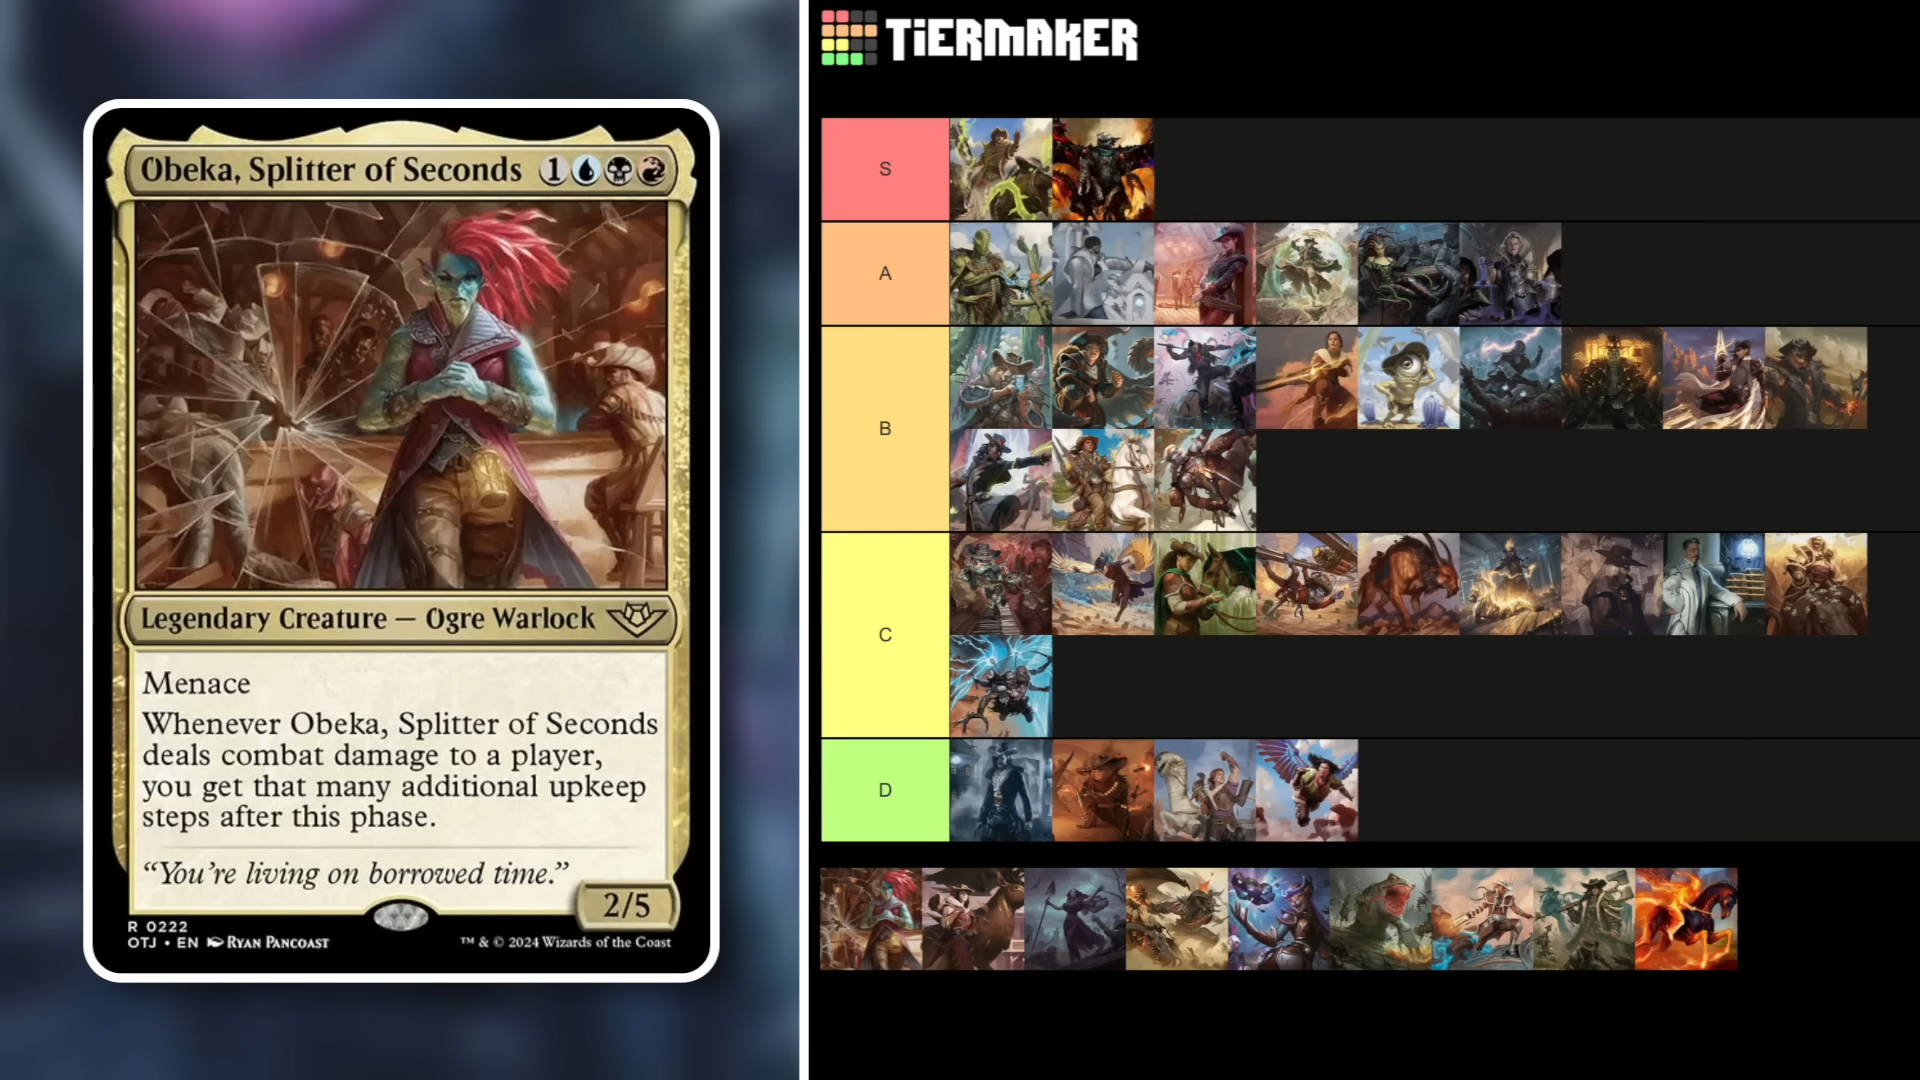 Obeka, Splitter of Seconds 1
Legendary Creature — Ogre Warlock
Menace
Whenever Obeka, Splitter of Seconds
deals combat damage to a player,
you get that many additional upkeep
steps after this phase.
“You’re living on borrowed time.”
2/5
R 0222
OTJ • EN RYAN PANCOAST
™ & © 2024 Wizards of the Coast
TiERMAKER
S
A
B
C
D